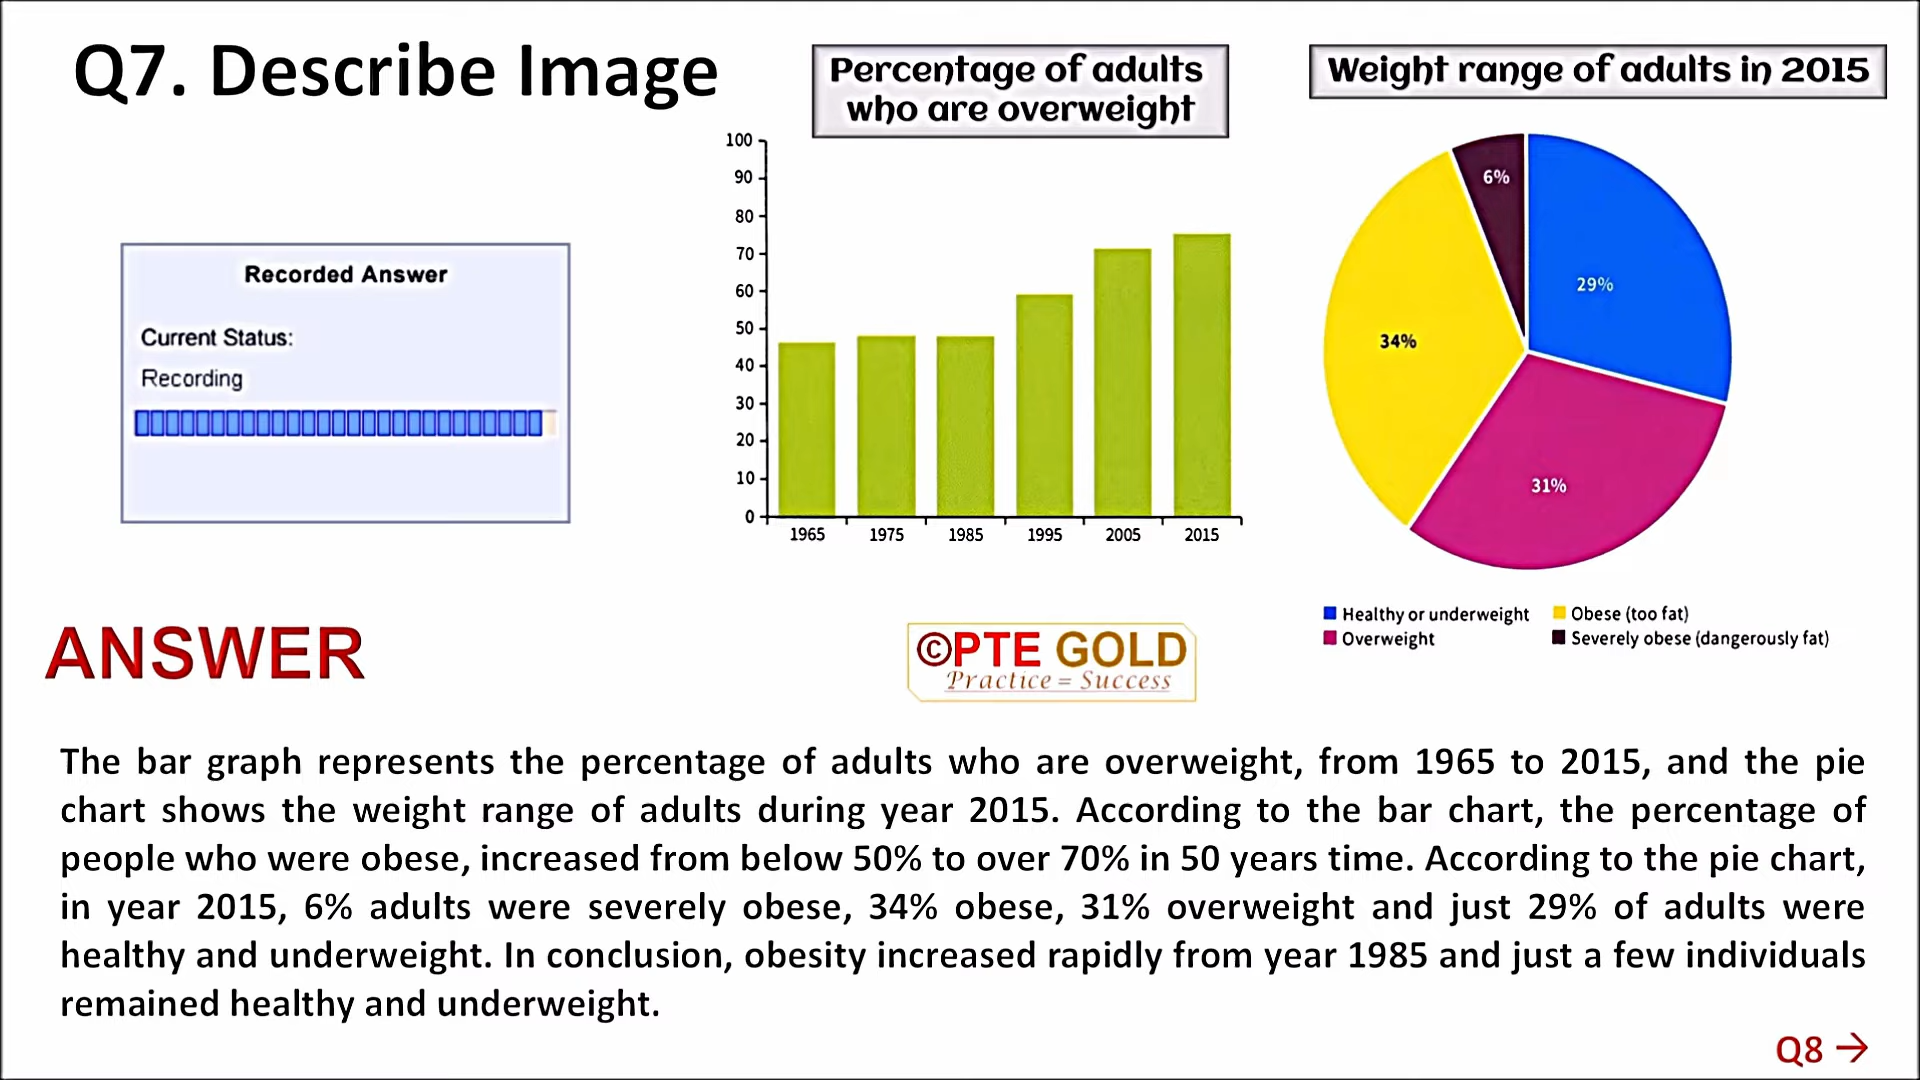 Q7. Describe Image
Percentage of adults
who are overweight
Weight range of adults in 2015
100
90
80
70
60
50
40
30
20
10
0
1965 1975 1985 1995 2005 2015
6%
29%
34%
31%
Healthy or underweight
Obese (too fat)
Overweight
Severely obese (dangerously fat)
Recorded Answer
Current Status:
Recording
ANSWER
©PTE GOLD
Practice = Success
The bar graph represents the percentage of adults who are overweight, from 1965 to 2015, and the pie
chart shows the weight range of adults during year 2015. According to the bar chart, the percentage of
people who were obese, increased from below 50% to over 70% in 50 years time. According to the pie chart,
in year 2015, 6% adults were severely obese, 34% obese, 31% overweight and just 29% of adults were
healthy and underweight. In conclusion, obesity increased rapidly from year 1985 and just a few individuals
remained healthy and underweight.
Q8 →